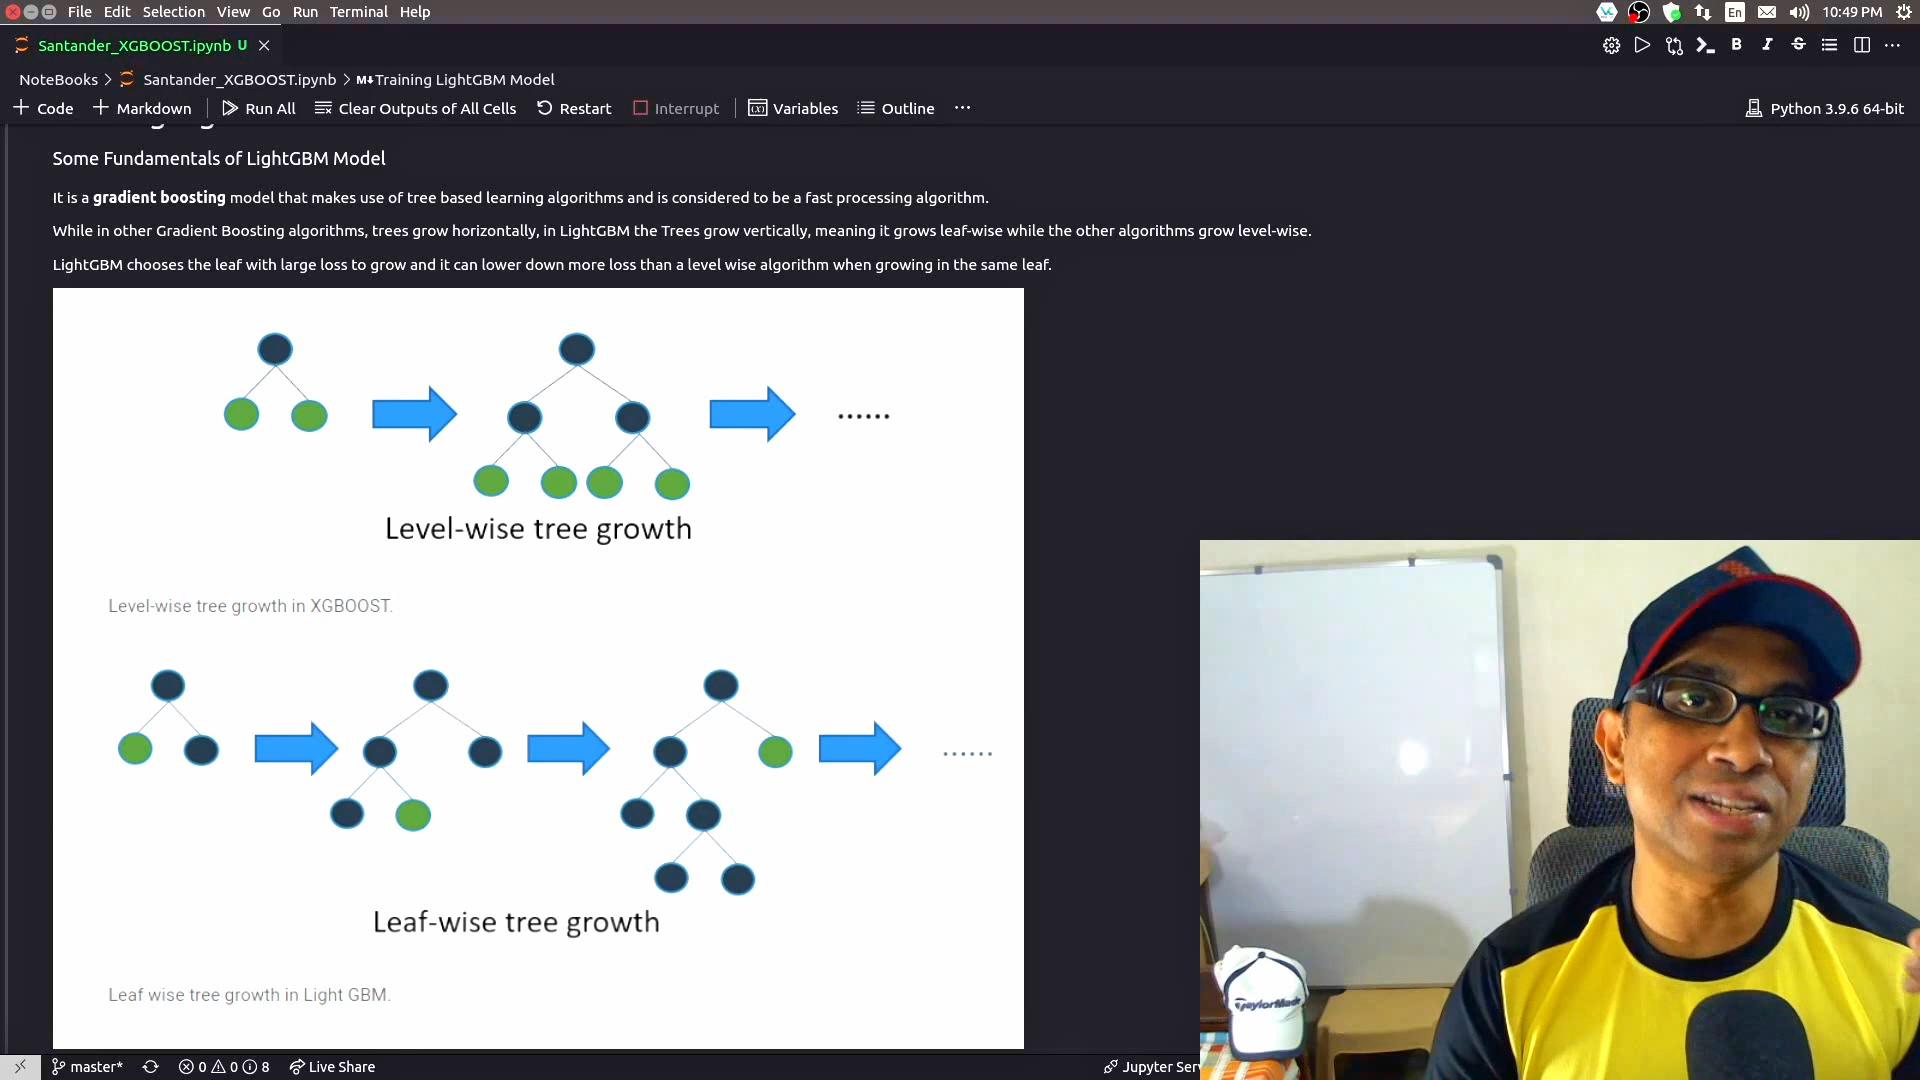 File Edit Selection View Go Run Terminal Help
En
10:49 PM
Santander_XGBOOST.ipynb U
B I S
NoteBooks > Santander_XGBOOST.ipynb > M↓Training LightGBM Model
+ Code + Markdown Run All Clear Outputs of All Cells Restart Interrupt Variables Outline ...
Python 3.9.6 64-bit
Some Fundamentals of LightGBM Model
It is a gradient boosting model that makes use of tree based learning algorithms and is considered to be a fast processing algorithm.
While in other Gradient Boosting algorithms, trees grow horizontally, in LightGBM the Trees grow vertically, meaning it grows leaf-wise while the other algorithms grow level-wise.
LightGBM chooses the leaf with large loss to grow and it can lower down more loss than a level wise algorithm when growing in the same leaf.
......
Level-wise tree growth
Level-wise tree growth in XGBOOST.
......
Leaf-wise tree growth
Leaf wise tree growth in Light GBM.
TaylorMade
master* 0 0 8 Live Share
Jupyter Serv